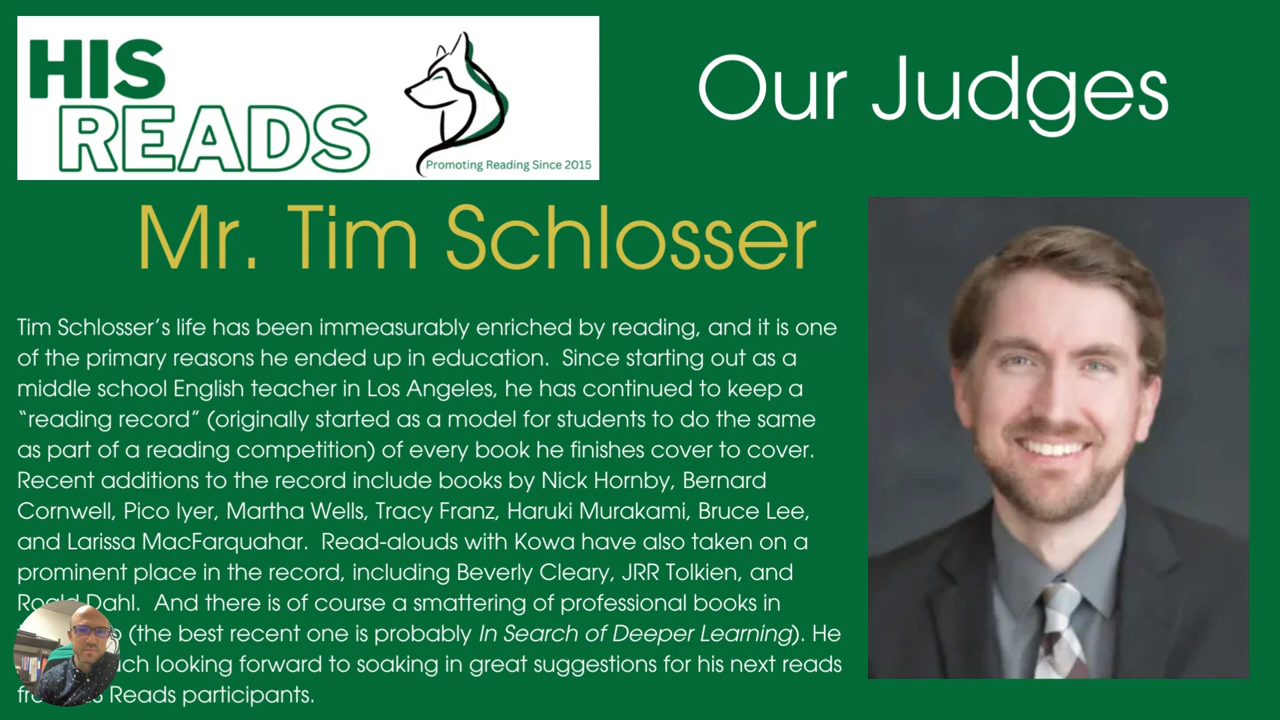 HIS
READS
Promoting Reading Since 2015
Our Judges
Mr. Tim Schlosser
Tim Schlosser's life has been immeasurably enriched by reading, and it is one
of the primary reasons he ended up in education. Since starting out as a
middle school English teacher in Los Angeles, he has continued to keep a
“reading record” (originally started as a model for students to do the same
as part of a reading competition) of every book he finishes cover to cover.
Recent additions to the record include books by Nick Hornby, Bernard
Cornwell, Pico Iyer, Martha Wells, Tracy Franz, Haruki Murakami, Bruce Lee,
and Larissa MacFarquahar. Read-alouds with Kowa have also taken on a
prominent place in the record, including Beverly Cleary, JRR Tolkien, and
Roald Dahl. And there is of course a smattering of professional books in
(the best recent one is probably In Search of Deeper Learning). He
looking forward to soaking in great suggestions for his next reads
Reads participants.